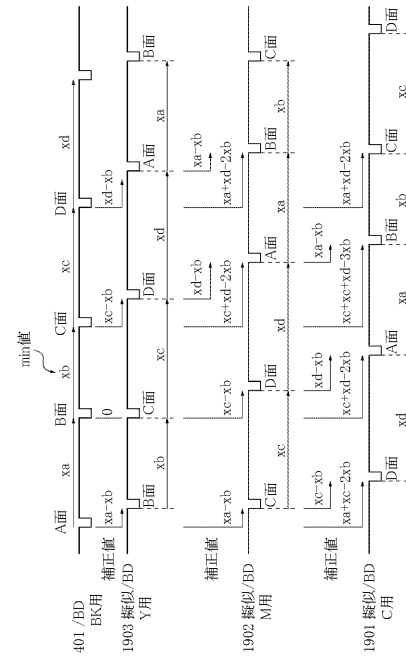 min値
A面 B面 C面 D面
xa xb xc xd
401 /BD
BK用
補正値 xa-xb 0 xc-xb xd-xb
1903 擬似/BD
Y用
B面 C面 D面 A面 B面
xb xc xd xa
補正値
xd-xb xa-xb
xa-xb xc-xb xc+xd-2xb xa+xd-2xb
1902 擬似/BD
M用
C面 D面 A面 B面 C面
xc xd xa xb
補正値
xc-xb xd-xb xa-xb
xa+xc-2xb xc+xd-2xb xc+xc+xd-3xb xa+xd-2xb
1901 擬似/BD
C用
D面 A面 B面 C面 D面
xd xa xb xc